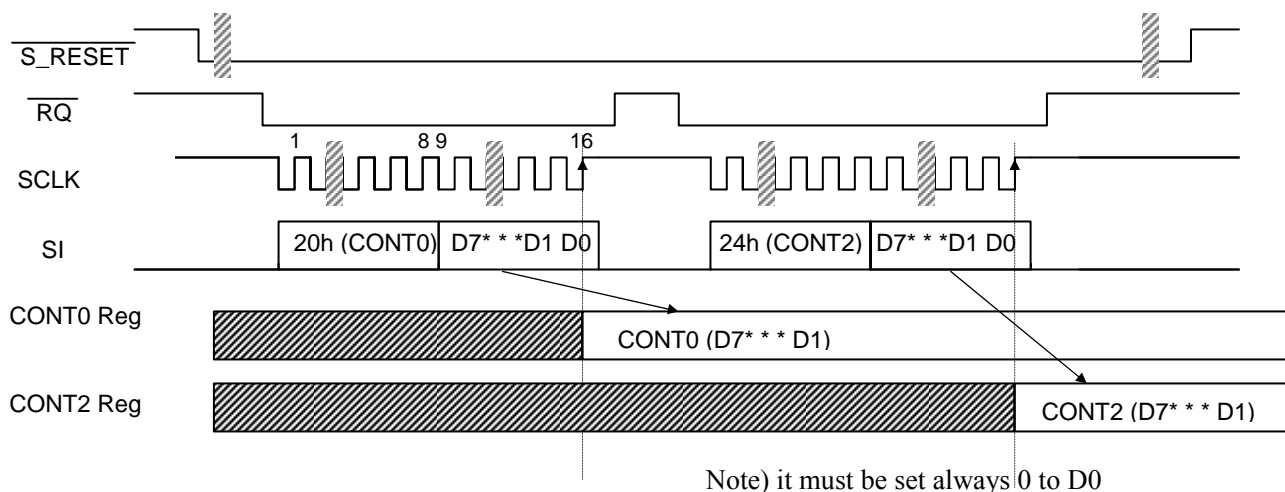 S_RESET
RQ
1 8 9 16
SCLK
SI 20h (CONT0) D7* * *D1 D0 24h (CONT2) D7* * *D1 D0
CONT0 Reg CONT0 (D7* * * D1)
CONT2 Reg CONT2 (D7* * * D1)
Note) it must be set always 0 to D0